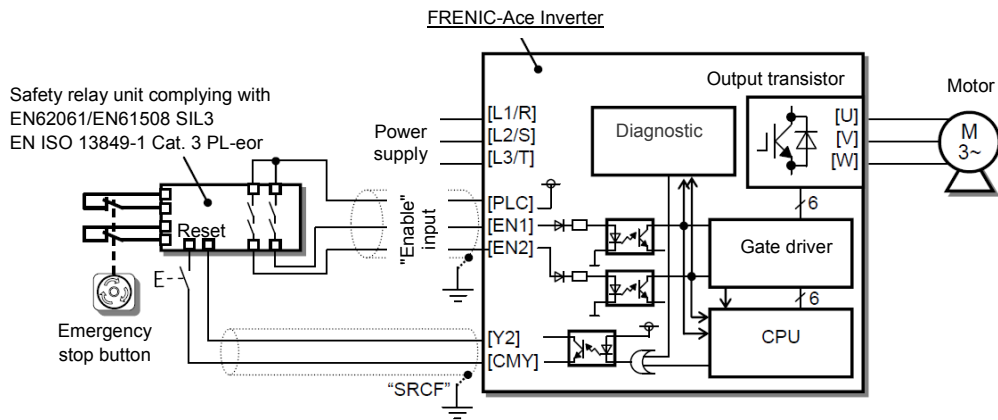 FRENIC-Ace Inverter
Safety relay unit complying with
EN62061/EN61508 SIL3
EN ISO 13849-1 Cat. 3 PL-eor
Reset
E
Emergency
stop button
Power
supply
"Enable"
input
"SRCF"
[L1/R]
[L2/S]
[L3/T]
[PLC]
[EN1]
[EN2]
[Y2]
[CMY]
Diagnostic
Output transistor
[U]
[V]
[W]
6
Gate driver
6
CPU
Motor
M
3~